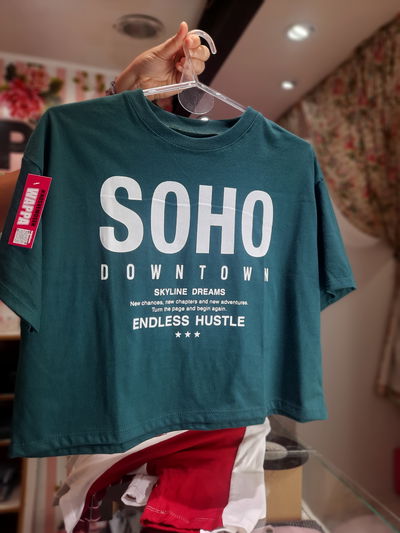 SOHO
DOWNTOWN
SKYLINE DREAMS
New chances, new chapters and new adventures.
Turn the page and begin again.
ENDLESS HUSTLE
WAPPA